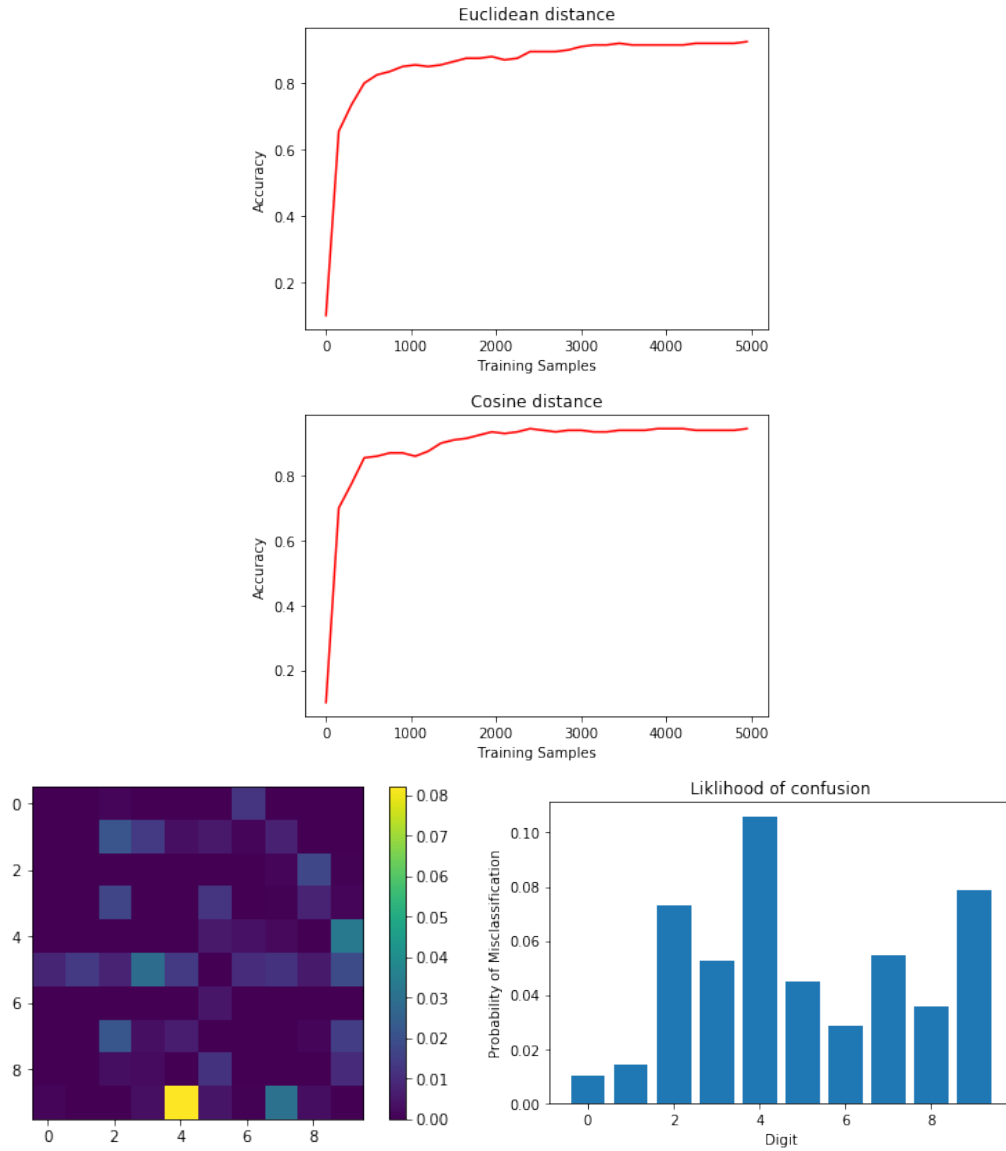 Euclidean distance
0.8
0.6
0.4
0.2
Accuracy
0 1000 2000 3000 4000 5000
Training Samples
Cosine distance
0.8
0.6
0.4
0.2
Accuracy
0 1000 2000 3000 4000 5000
Training Samples
0
2
4
6
8
0 2 4 6 8
0.08
0.07
0.06
0.05
0.04
0.03
0.02
0.01
0.00
Liklihood of confusion
0.10
0.08
0.06
0.04
0.02
0.00
Probability of Misclassification
0 2 4 6 8
Digit